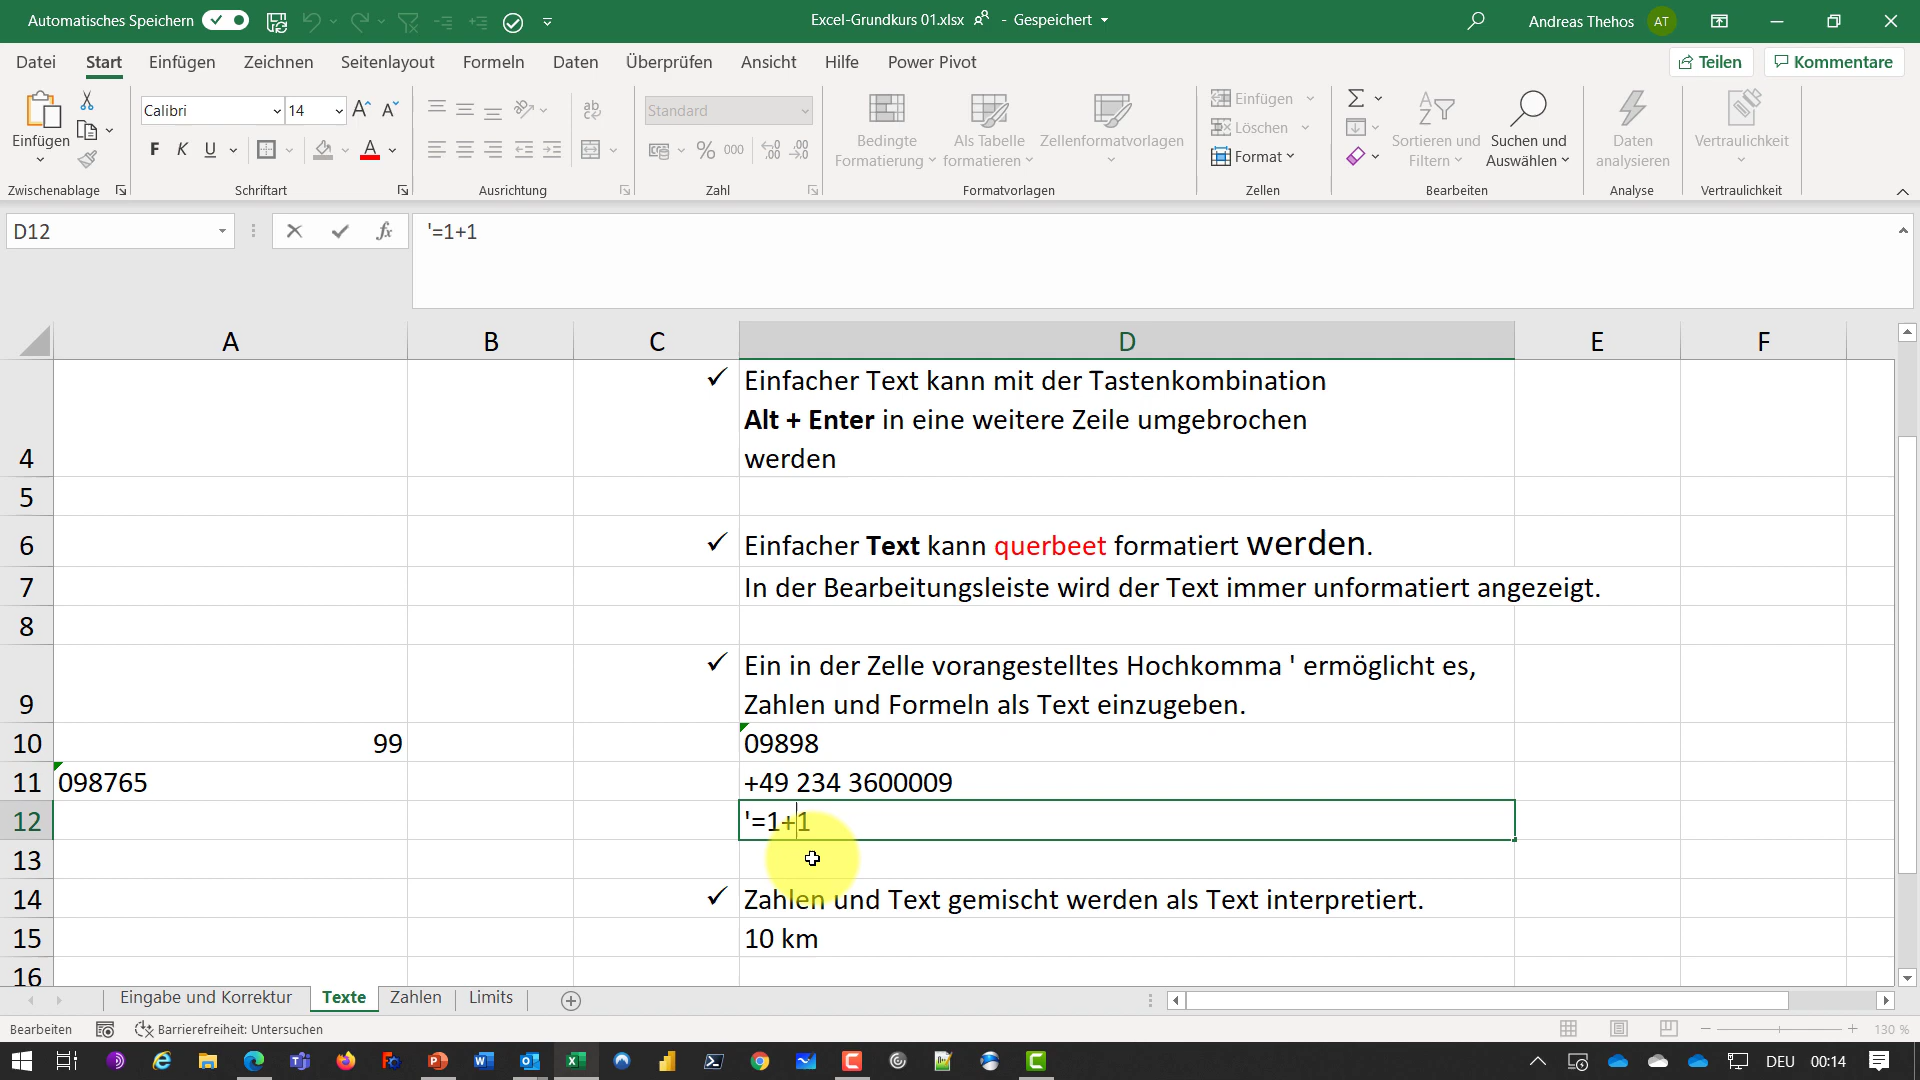 Automatisches Speichern
Excel-Grundkurs 01.xlsx - Gespeichert
Andreas Thehos AT
Datei Start Einfügen Zeichnen Seitenlayout Formeln Daten Überprüfen Ansicht Hilfe Power Pivot Teilen Kommentare
Einfügen
Zwischenablage
Calibri 14
F K U
Schriftart
Ausrichtung
Standard
% 000
Zahl
Bedingte Formatierung
Als Tabelle formatieren
Zellenformatvorlagen
Formatvorlagen
Einfügen
Löschen
Format
Zellen
Sortieren und Filtern
Suchen und Auswählen
Bearbeiten
Daten analysieren
Analyse
Vertraulichkeit
Vertraulichkeit
D12 fx '=1+1
A B C D E F
Einfacher Text kann mit der Tastenkombination
Alt + Enter in eine weitere Zeile umgebrochen
4 werden
5
6 Einfacher Text kann querbeet formatiert werden.
7 In der Bearbeitungsleiste wird der Text immer unformatiert angezeigt.
8
Ein in der Zelle vorangestelltes Hochkomma ' ermöglicht es,
9 Zahlen und Formeln als Text einzugeben.
10 99 09898
11 098765 +49 234 3600009
12 '=1+1
13
14 Zahlen und Text gemischt werden als Text interpretiert.
15 10 km
16
Eingabe und Korrektur Texte Zahlen Limits
Bearbeiten Barrierefreiheit: Untersuchen 130 %
DEU 00:14